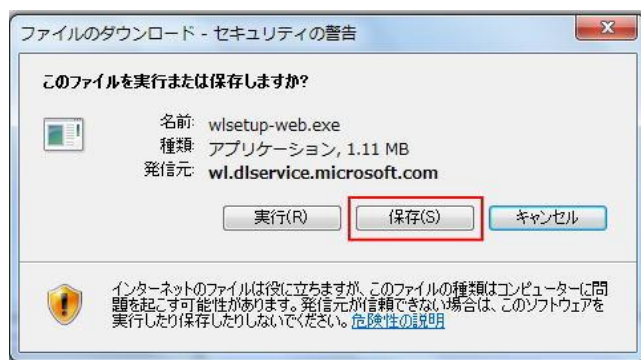 ファイルのダウンロード - セキュリティの警告
このファイルを実行または保存しますか?
名前: wlsetup-web.exe
種類: アプリケーション, 1.11 MB
発信元: wl.dlservice.microsoft.com
実行(R) 保存(S) キャンセル
インターネットのファイルは役に立ちますが、このファイルの種類はコンピューターに問
題を起こす可能性があります。発信元が信頼できない場合は、このソフトウェアを
実行したり保存したりしないでください。危険性の説明